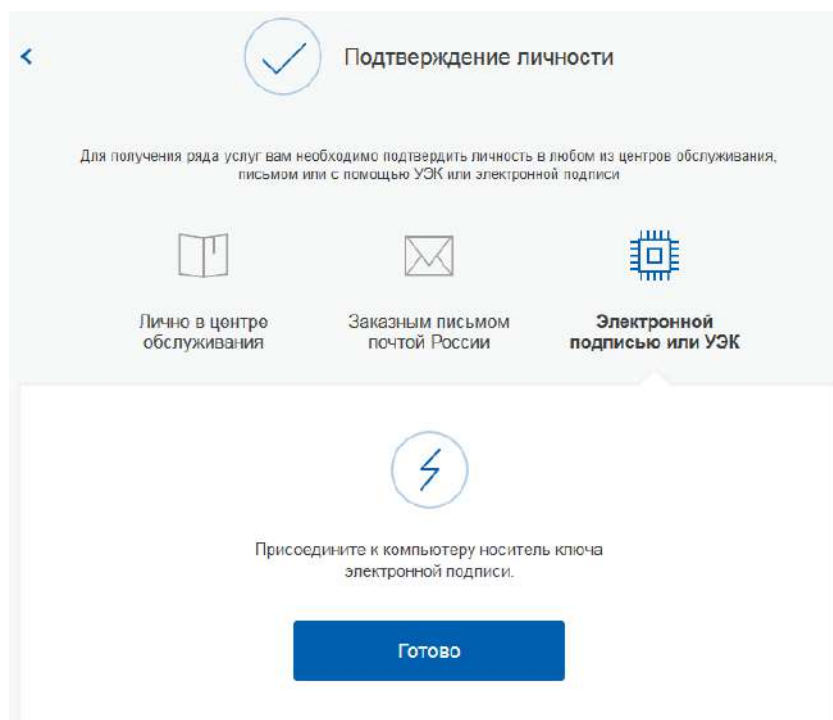 Подтверждение личности
Для получения ряда услуг вам необходимо подтвердить личность в любом из центров обслуживания,
письмом или с помощью УЭК или электронной подписи
Лично в центре
обслуживания
Заказным письмом
почтой России
Электронной
подписью или УЭК
Присоедините к компьютеру носитель ключа
электронной подписи.
Готово